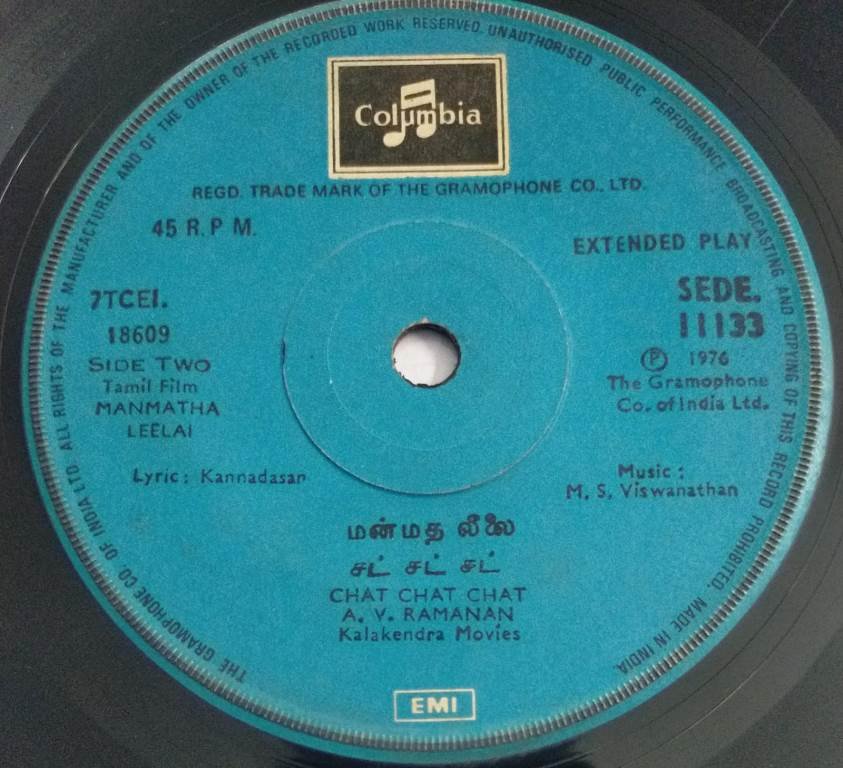 THE GRAMOPHONE CO. OF INDIA LTD. ALL RIGHTS OF THE MANUFACTURER AND OF THE OWNER OF THE RECORDED WORK RESERVED. UNAUTHORISED PUBLIC PERFORMANCE BROADCASTING AND COPYING OF THIS RECORD PROHIBITED. MADE IN INDIA
Columbia
REGD. TRADE MARK OF THE GRAMOPHONE CO., LTD.
45 R. P M.
EXTENDED PLAY
7TCEI.
18609
SIDE TWO
Tamil Film
MANMATHA
LEELAI
SEDE.
11133
Ⓟ 1976
The Gramophone
Co. of India Ltd.
Lyric: Kannadasan
Music:
M. S. Viswanathan
மன்மத லீலை
சட் சட் சட்
CHAT CHAT CHAT
A. V. RAMANAN
Kalakendra Movies
EMI